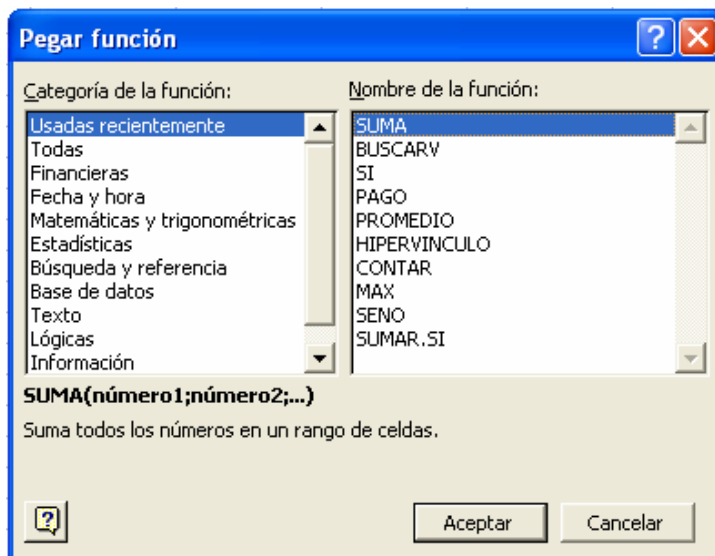 Pegar función
Categoría de la función:
Usadas recientemente
Todas
Financieras
Fecha y hora
Matemáticas y trigonométricas
Estadísticas
Búsqueda y referencia
Base de datos
Texto
Lógicas
Información
Nombre de la función:
SUMA
BUSCARV
SI
PAGO
PROMEDIO
HIPERVINCULO
CONTAR
MAX
SENO
SUMAR.SI
SUMA(número1;número2;...)
Suma todos los números en un rango de celdas.
Aceptar
Cancelar